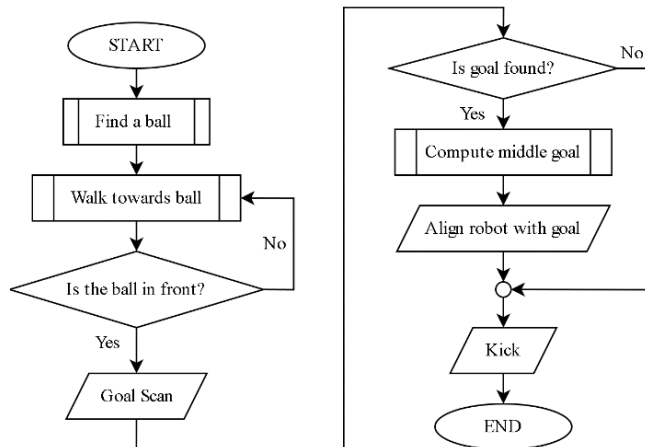 START
Find a ball
Walk towards ball
No
Is the ball in front?
Yes
Goal Scan
Is goal found?
No
Yes
Compute middle goal
Align robot with goal
Kick
END